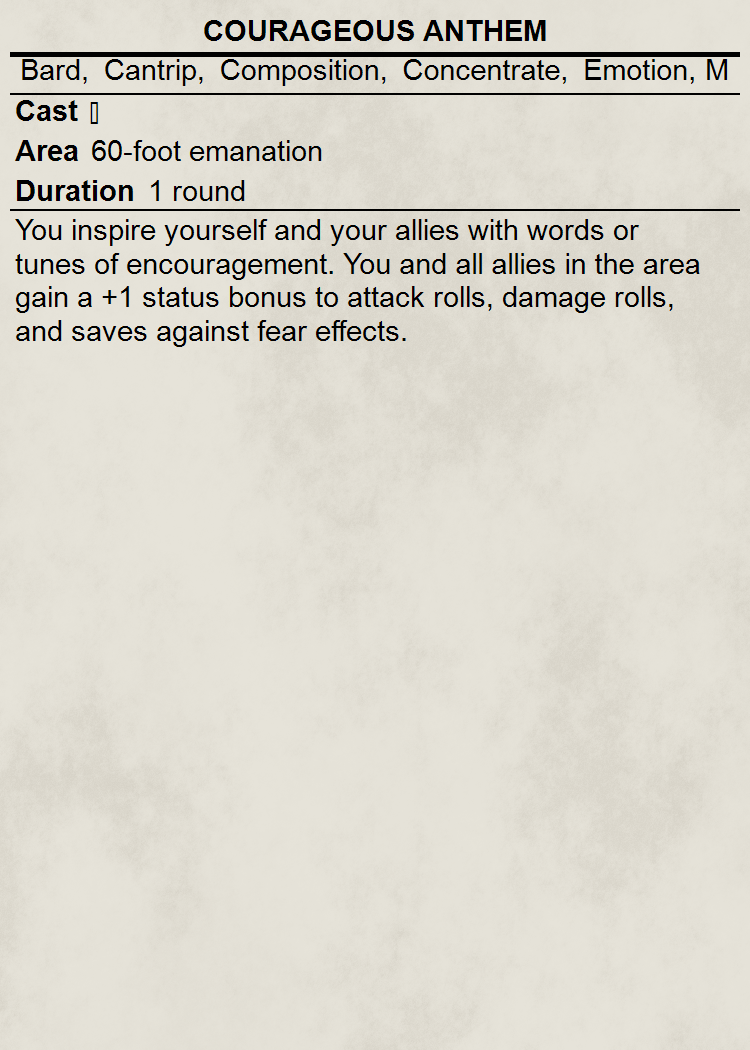 COURAGEOUS ANTHEM
Bard, Cantrip, Composition, Concentrate, Emotion, M
Cast
Area 60-foot emanation
Duration 1 round
You inspire yourself and your allies with words or
tunes of encouragement. You and all allies in the area
gain a +1 status bonus to attack rolls, damage rolls,
and saves against fear effects.